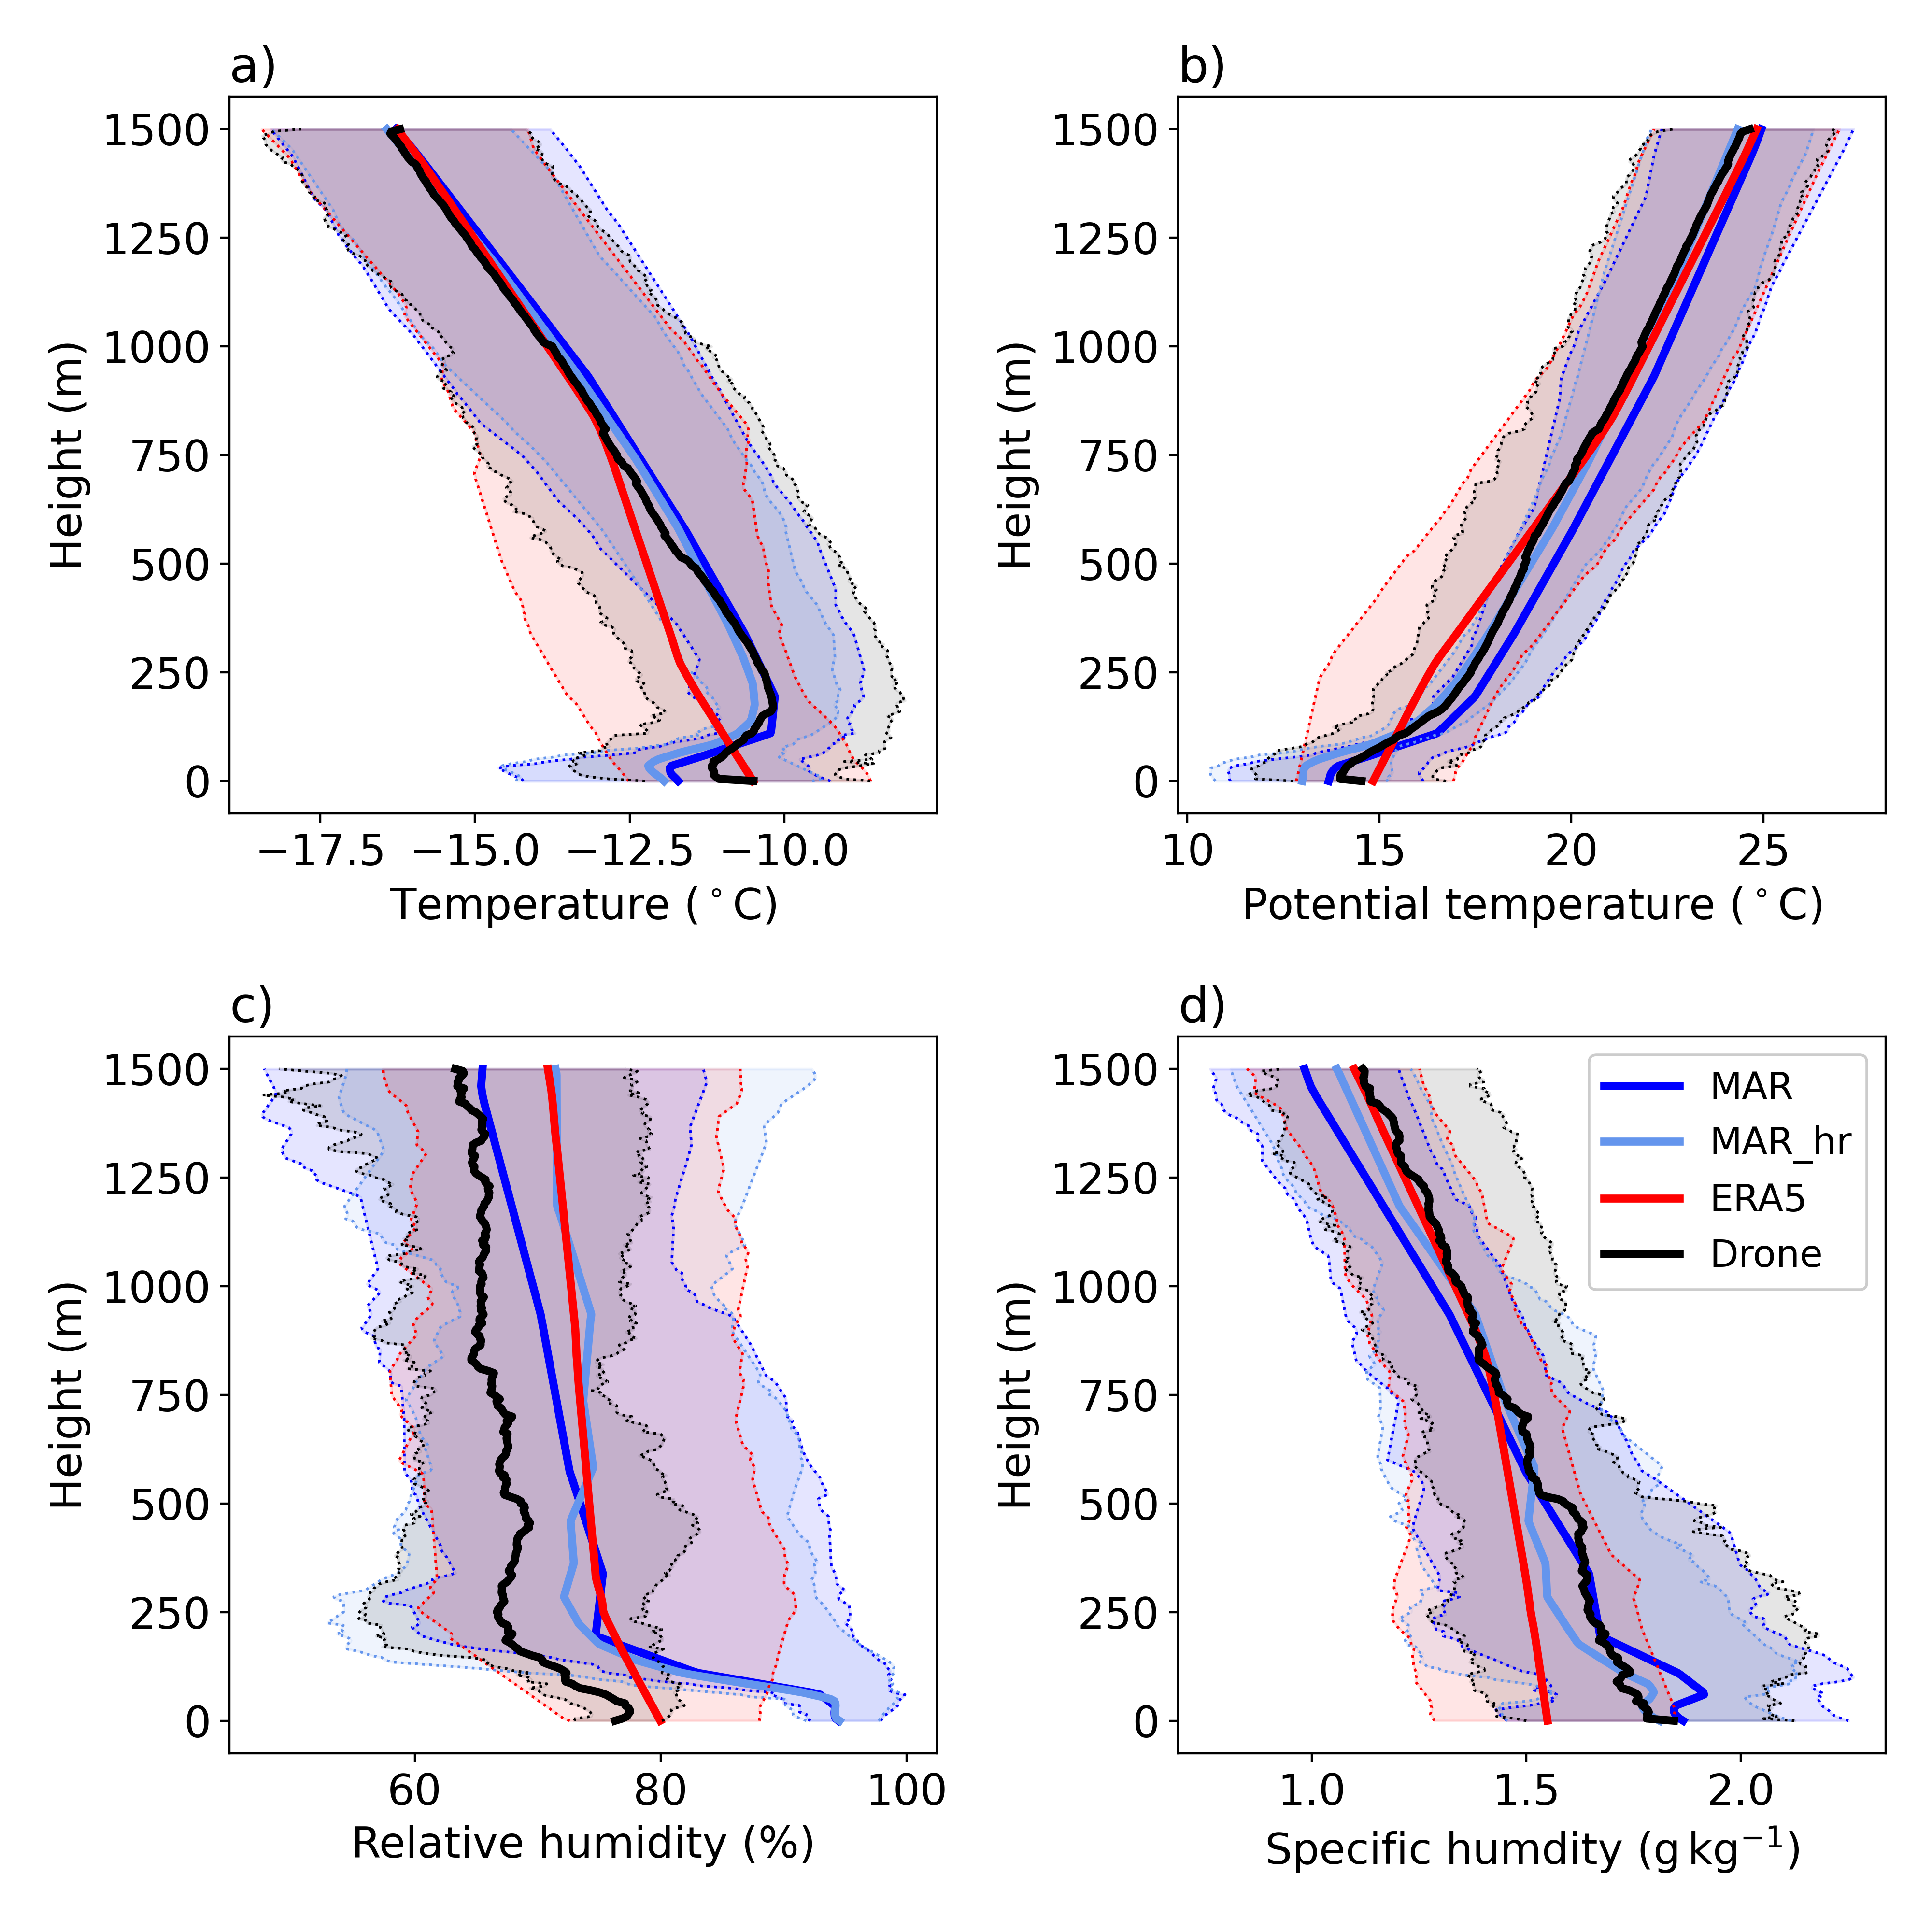 a)
1500
1250
1000
750
500
250
0
Height (m)
−17.5 −15.0 −12.5 −10.0
Temperature (°C)
b)
1500
1250
1000
750
500
250
0
Height (m)
10 15 20 25
Potential temperature (°C)
c)
1500
1250
1000
750
500
250
0
Height (m)
60 80 100
Relative humidity (%)
d)
1500
1250
1000
750
500
250
0
Height (m)
MAR
MAR_hr
ERA5
Drone
1.0 1.5 2.0
Specific humdity (g kg⁻¹)